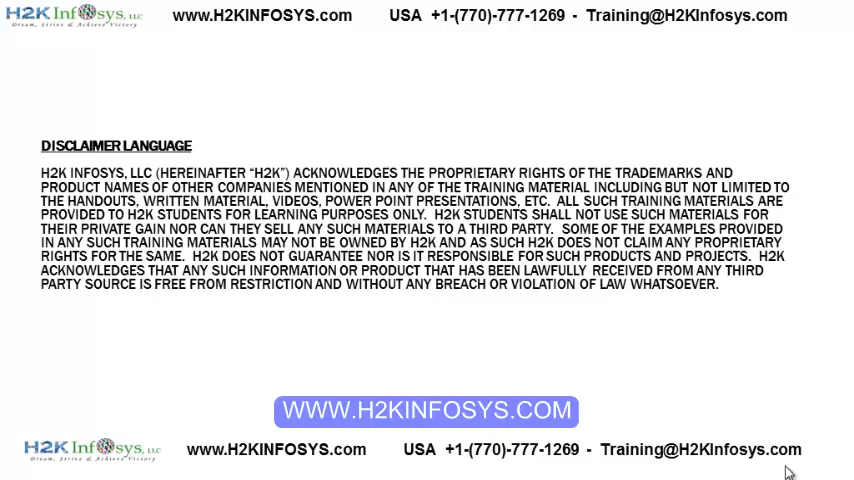 H2K Infosys, LLC www.H2KINFOSYS.com USA +1-(770)-777-1269 - Training@H2KInfosys.com
Dream, Strive & Achieve Victory
DISCLAIMER LANGUAGE
H2K INFOSYS, LLC (HEREINAFTER “H2K”) ACKNOWLEDGES THE PROPRIETARY RIGHTS OF THE TRADEMARKS AND
PRODUCT NAMES OF OTHER COMPANIES MENTIONED IN ANY OF THE TRAINING MATERIAL INCLUDING BUT NOT LIMITED TO
THE HANDOUTS, WRITTEN MATERIAL, VIDEOS, POWER POINT PRESENTATIONS, ETC. ALL SUCH TRAINING MATERIALS ARE
PROVIDED TO H2K STUDENTS FOR LEARNING PURPOSES ONLY. H2K STUDENTS SHALL NOT USE SUCH MATERIALS FOR
THEIR PRIVATE GAIN NOR CAN THEY SELL ANY SUCH MATERIALS TO A THIRD PARTY. SOME OF THE EXAMPLES PROVIDED
IN ANY SUCH TRAINING MATERIALS MAY NOT BE OWNED BY H2K AND AS SUCH H2K DOES NOT CLAIM ANY PROPRIETARY
RIGHTS FOR THE SAME. H2K DOES NOT GUARANTEE NOR IS IT RESPONSIBLE FOR SUCH PRODUCTS AND PROJECTS. H2K
ACKNOWLEDGES THAT ANY SUCH INFORMATION OR PRODUCT THAT HAS BEEN LAWFULLY RECEIVED FROM ANY THIRD
PARTY SOURCE IS FREE FROM RESTRICTION AND WITHOUT ANY BREACH OR VIOLATION OF LAW WHATSOEVER.
WWW.H2KINFOSYS.COM
H2K Infosys, LLC www.H2KINFOSYS.com USA +1-(770)-777-1269 - Training@H2KInfosys.com
Dream, Strive & Achieve Victory